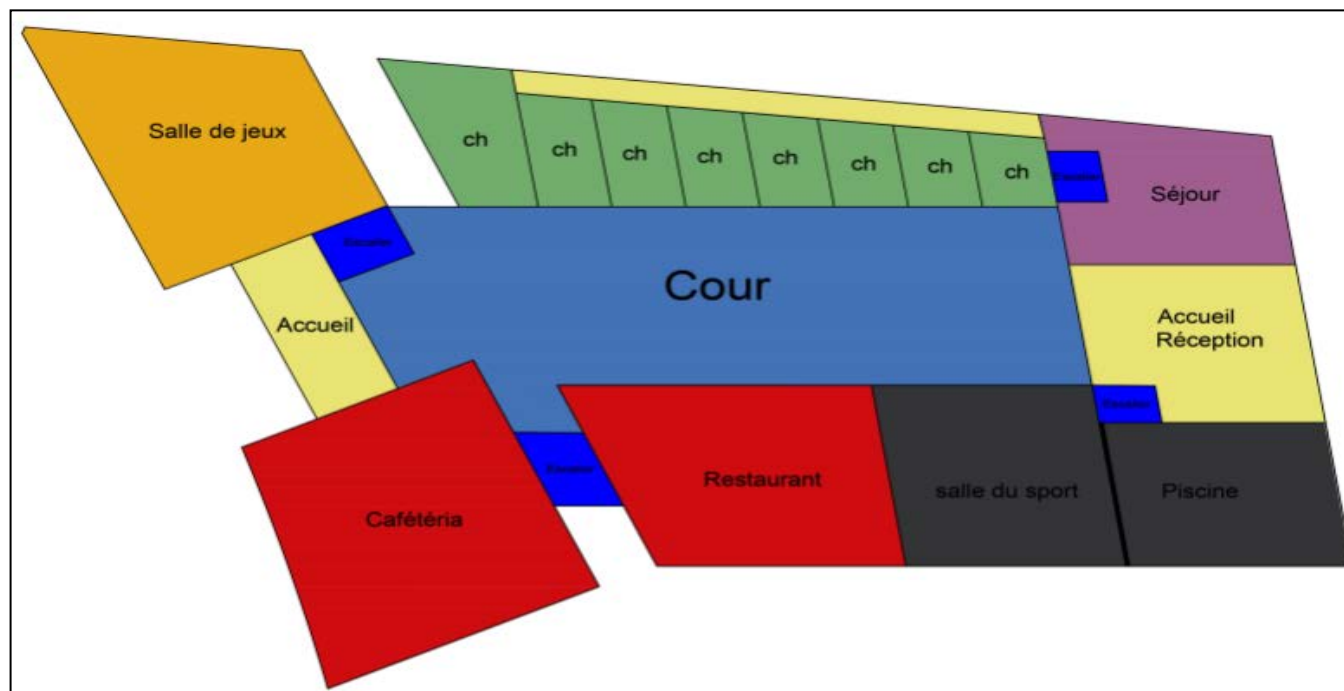 Salle de jeux
ch
ch
ch
ch
ch
ch
ch
ch
Séjour
Cour
Accueil
Accueil
Réception
Restaurant
salle du sport
Piscine
Cafétéria